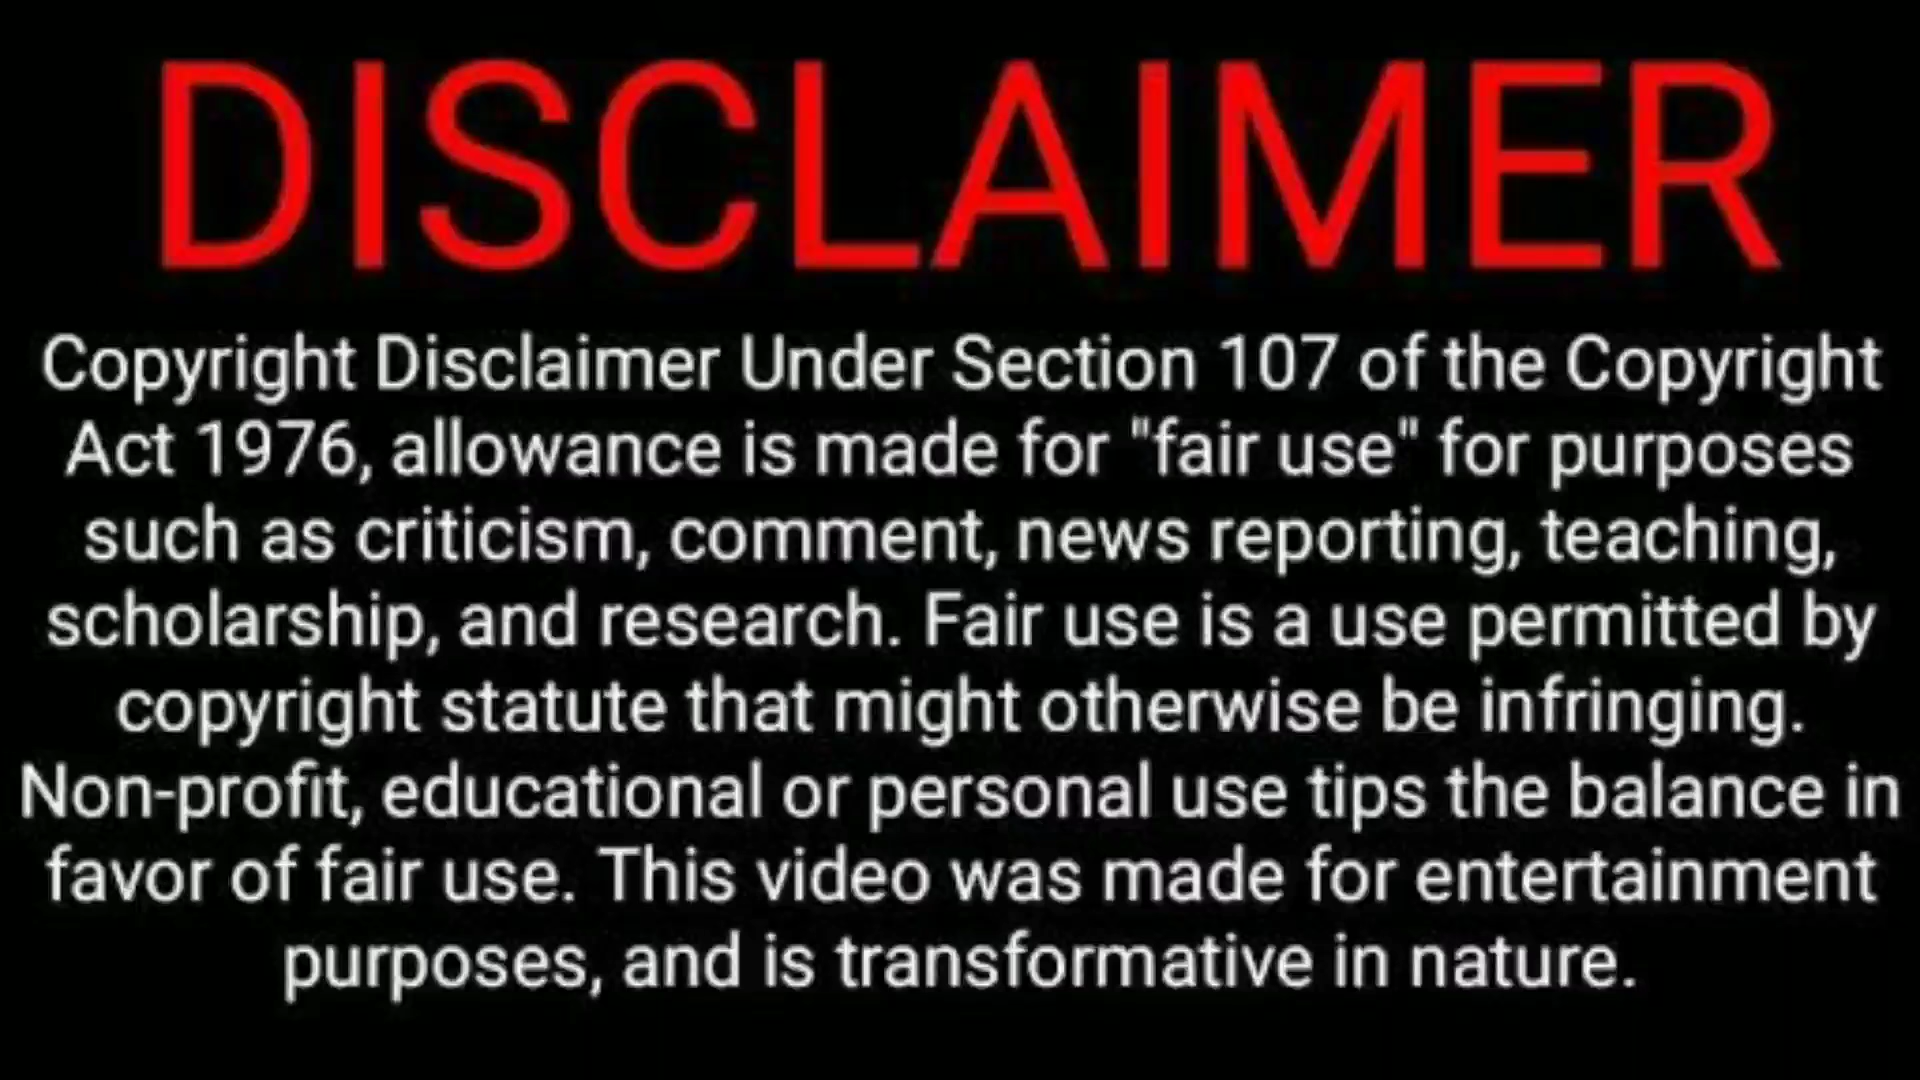 DISCLAIMER
Copyright Disclaimer Under Section 107 of the Copyright
Act 1976, allowance is made for "fair use" for purposes
such as criticism, comment, news reporting, teaching,
scholarship, and research. Fair use is a use permitted by
copyright statute that might otherwise be infringing.
Non-profit, educational or personal use tips the balance in
favor of fair use. This video was made for entertainment
purposes, and is transformative in nature.